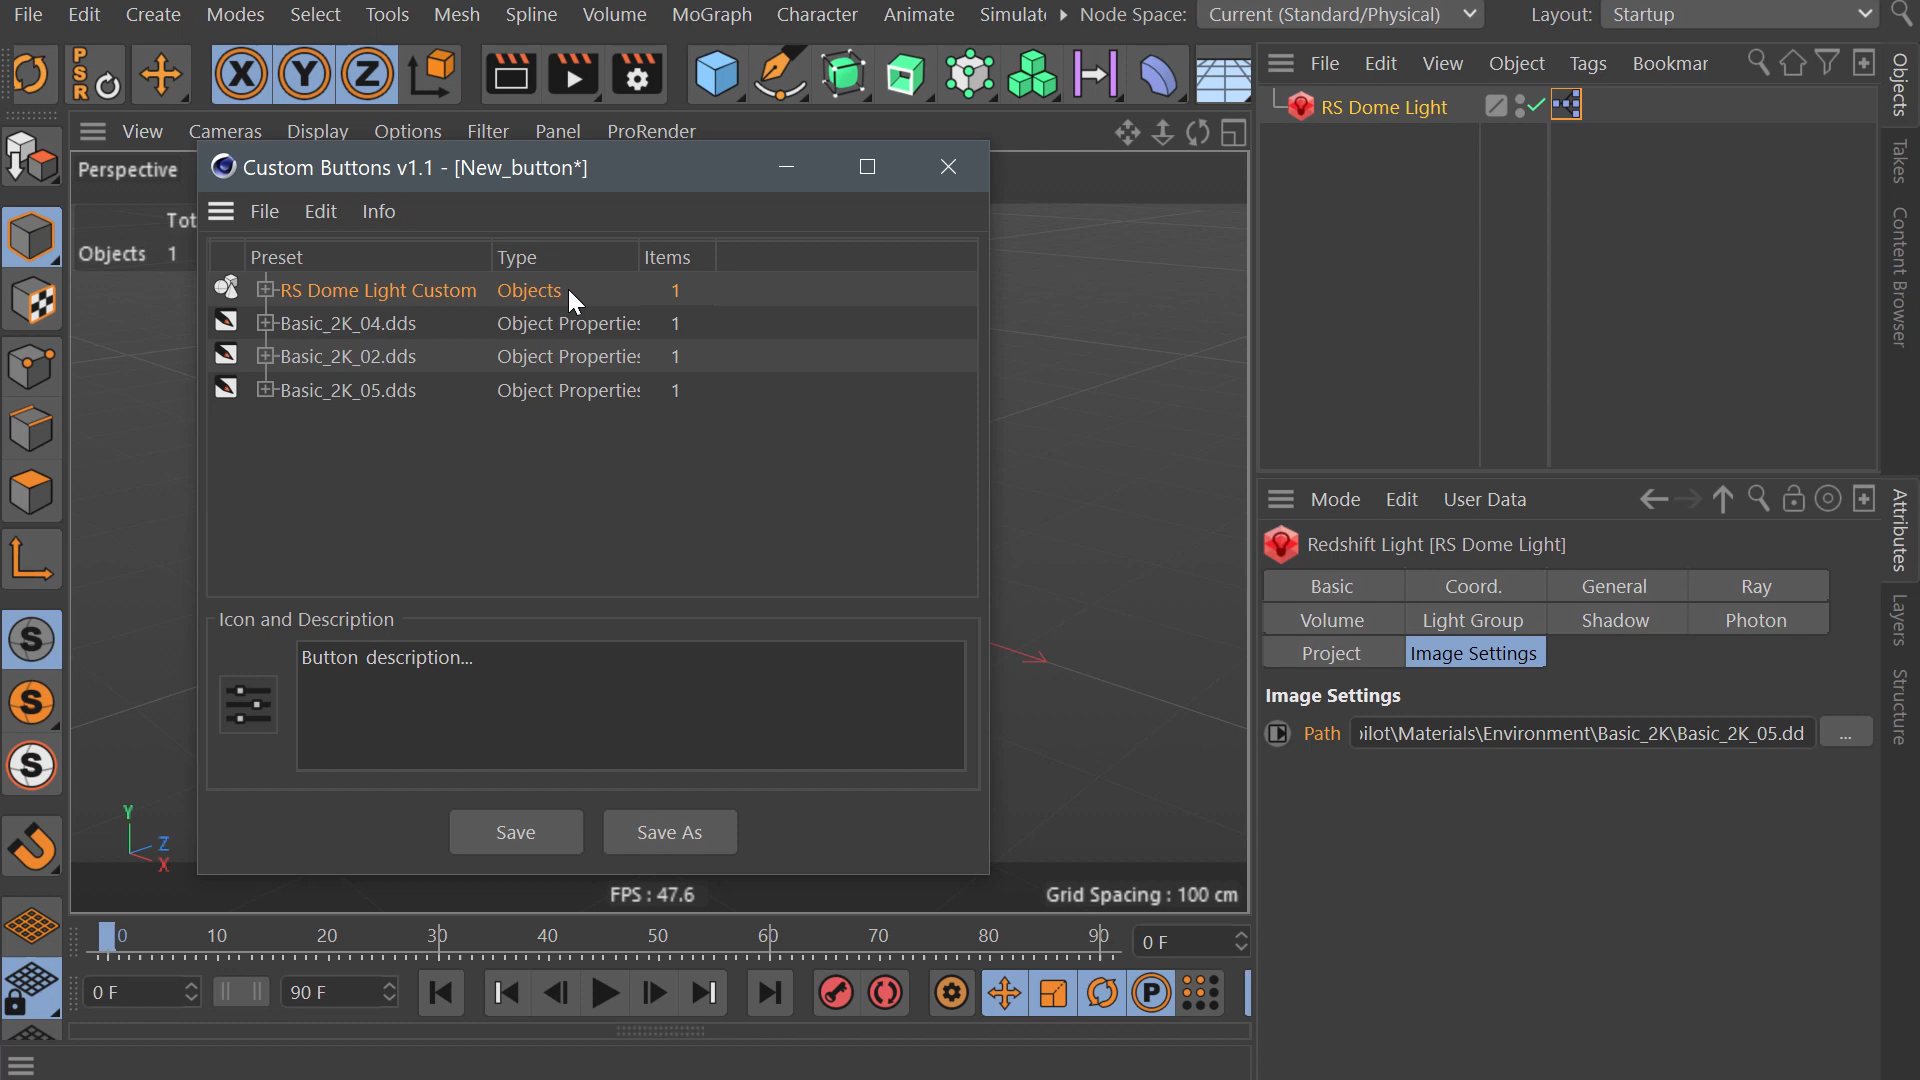 File Edit Create Modes Select Tools Mesh Spline Volume MoGraph Character Animate Simulat Node Space: Current (Standard/Physical) Layout: Startup
PSR X Y Z
File Edit View Object Tags Bookmar
Objects
Takes
Content Browser
RS Dome Light
View Cameras Display Options Filter Panel ProRender
Perspective
Tot
Objects 1
Custom Buttons v1.1 - [New_button*]
File Edit Info
Preset Type Items
RS Dome Light Custom Objects 1
Basic_2K_04.dds Object Properties 1
Basic_2K_02.dds Object Properties 1
Basic_2K_05.dds Object Properties 1
Icon and Description
Button description...
Save Save As
Y
Z
X
S
S
S
FPS : 47.6 Grid Spacing : 100 cm
Mode Edit User Data
Attributes
Layers
Structure
Redshift Light [RS Dome Light]
Basic Coord. General Ray
Volume Light Group Shadow Photon
Project Image Settings
Image Settings
Path ilot\Materials\Environment\Basic_2K\Basic_2K_05.dd ...
0 10 20 30 40 50 60 70 80 90 0 F
0 F 90 F P